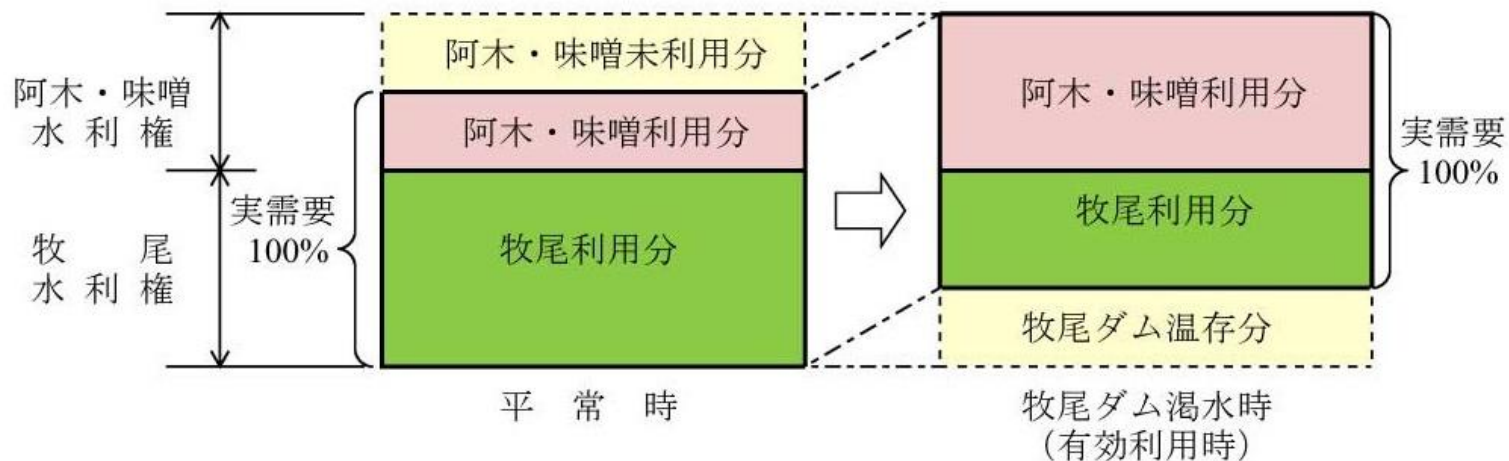 阿木・味噌
水利権
牧尾
水利権
実需要
100%
阿木・味噌未利用分
阿木・味噌利用分
牧尾利用分
平常時
阿木・味噌利用分
牧尾利用分
牧尾ダム温存分
実需要
100%
牧尾ダム渇水時
(有効利用時)